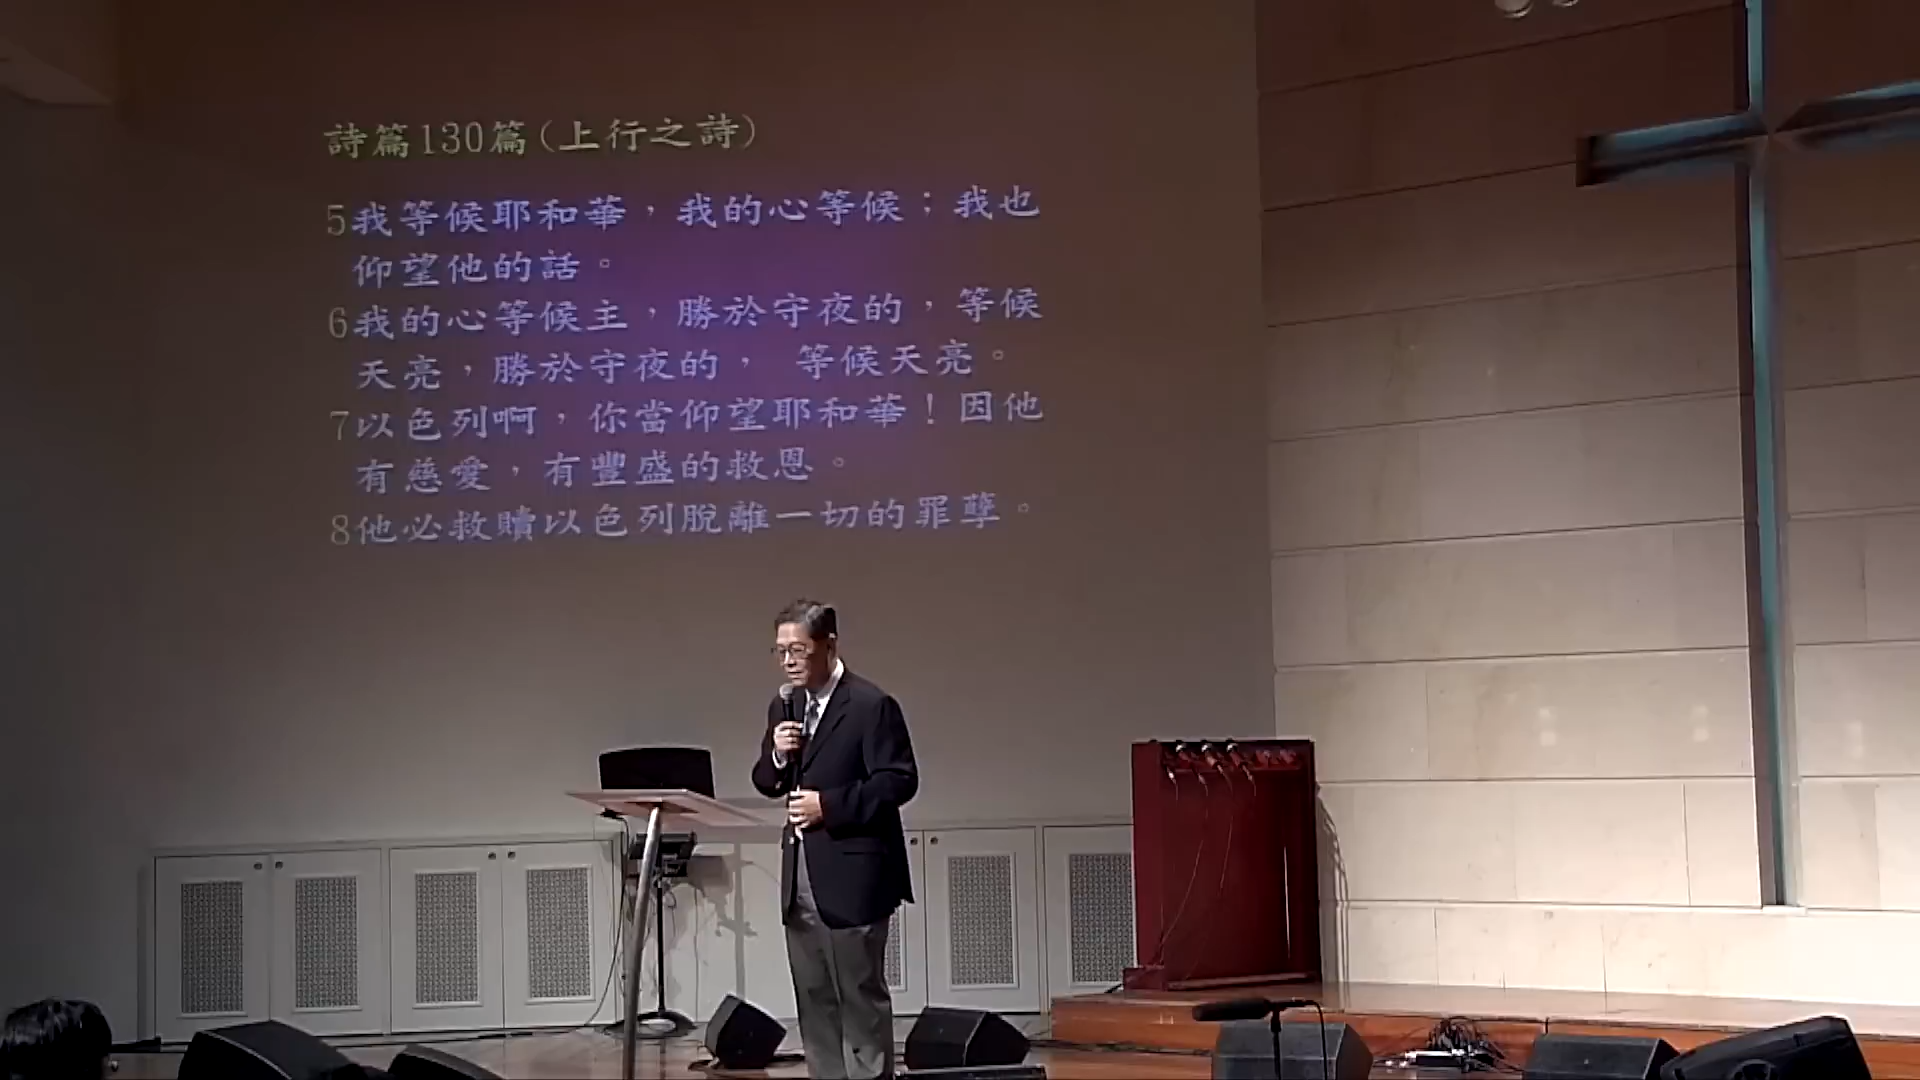 詩篇130篇(上行之詩)
5我等候耶和華，我的心等候；我也
仰望他的話。
6我的心等候主，勝於守夜的，等候
天亮，勝於守夜的， 等候天亮。
7以色列啊，你當仰望耶和華！因他
有慈愛，有豐盛的救恩。
8他必救贖以色列脫離一切的罪孽。